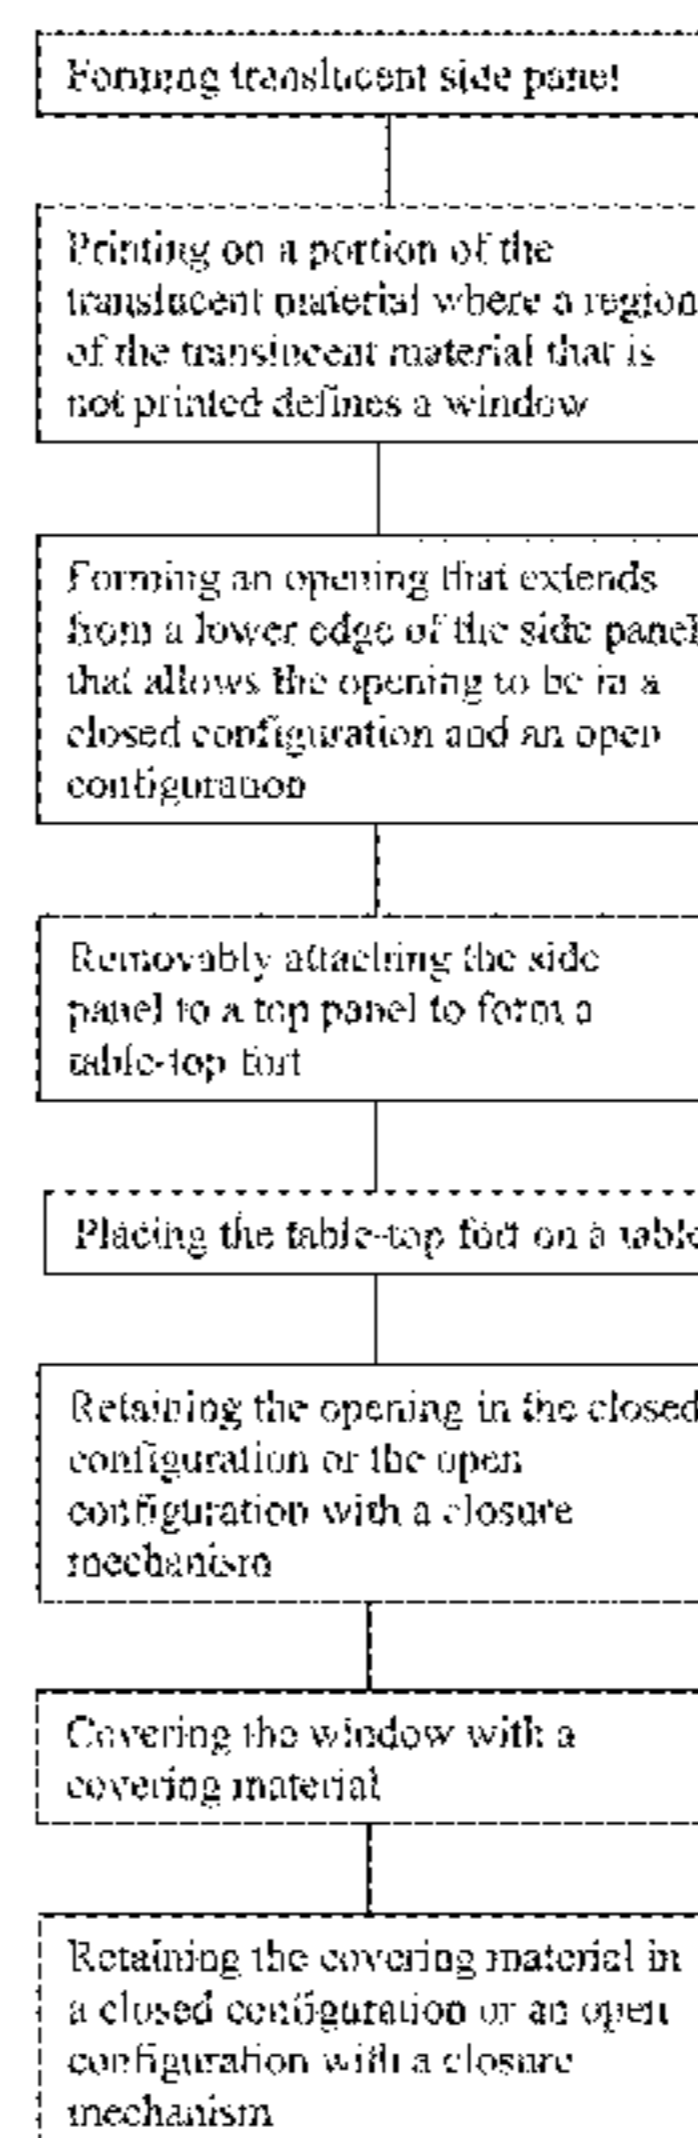 Forming translucent side panel
Printing on a portion of the
translucent material where a region
of the translucent material that is
not printed defines a window
Forming an opening that extends
from a lower edge of the side panel
that allows the opening to be in a
closed configuration and an open
configuration
Removably attaching the side
panel to a top panel to form a
table-top fort
Placing the table-top fort on a table
Retaining the opening in the closed
configuration or the open
configuration with a closure
mechanism
Covering the window with a
covering material
Retaining the covering material in
a closed configuration or an open
configuration with a closure
mechanism